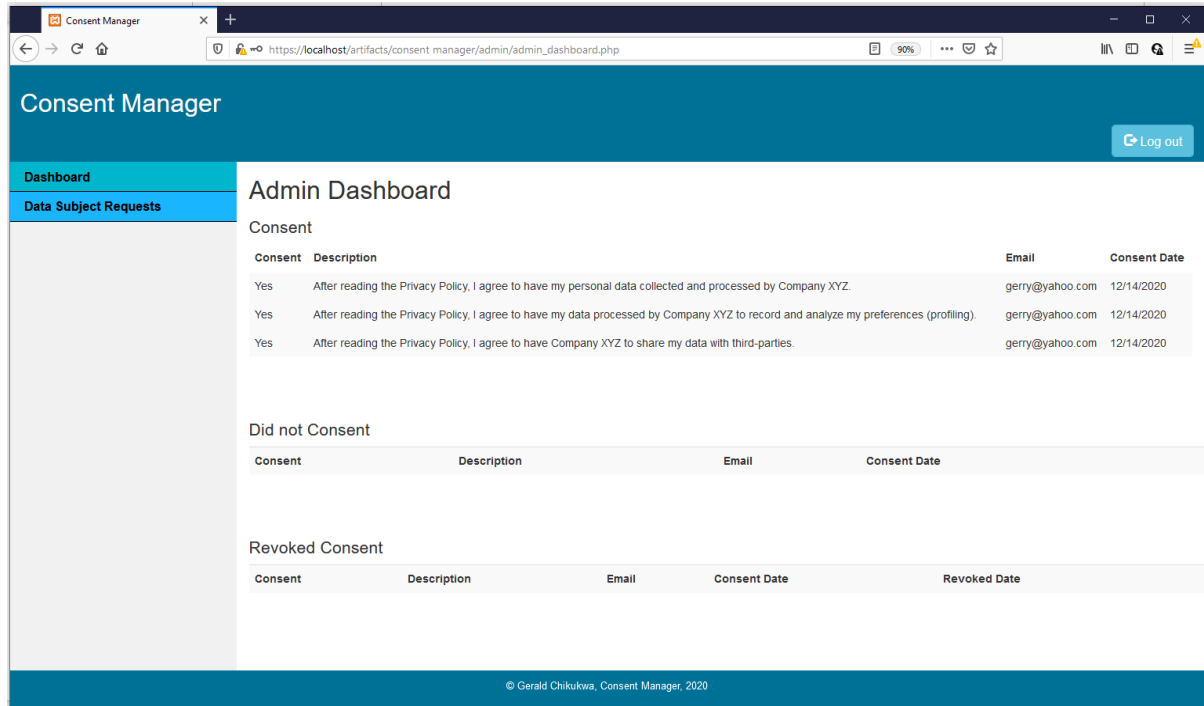 Consent Manager
https://localhost/artifacts/consent manager/admin/admin_dashboard.php
90%
Consent Manager
Log out
Dashboard
Data Subject Requests
Admin Dashboard
Consent
Consent Description Email Consent Date
Yes After reading the Privacy Policy, I agree to have my personal data collected and processed by Company XYZ. gerry@yahoo.com 12/14/2020
Yes After reading the Privacy Policy, I agree to have my data processed by Company XYZ to record and analyze my preferences (profiling). gerry@yahoo.com 12/14/2020
Yes After reading the Privacy Policy, I agree to have Company XYZ to share my data with third-parties. gerry@yahoo.com 12/14/2020
Did not Consent
Consent Description Email Consent Date
Revoked Consent
Consent Description Email Consent Date Revoked Date
© Gerald Chikukwa, Consent Manager, 2020